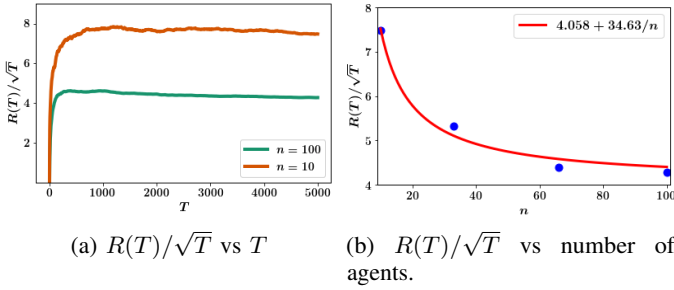 R(T)/√T
8
6
4
2
0
1000
2000
3000
4000
5000
T
n = 100
n = 10
(a) R(T)/√T vs T
R(T)/√T
8
7
6
5
4
20
40
60
80
100
n
4.058 + 34.63/n
(b) R(T)/√T vs number of
agents.